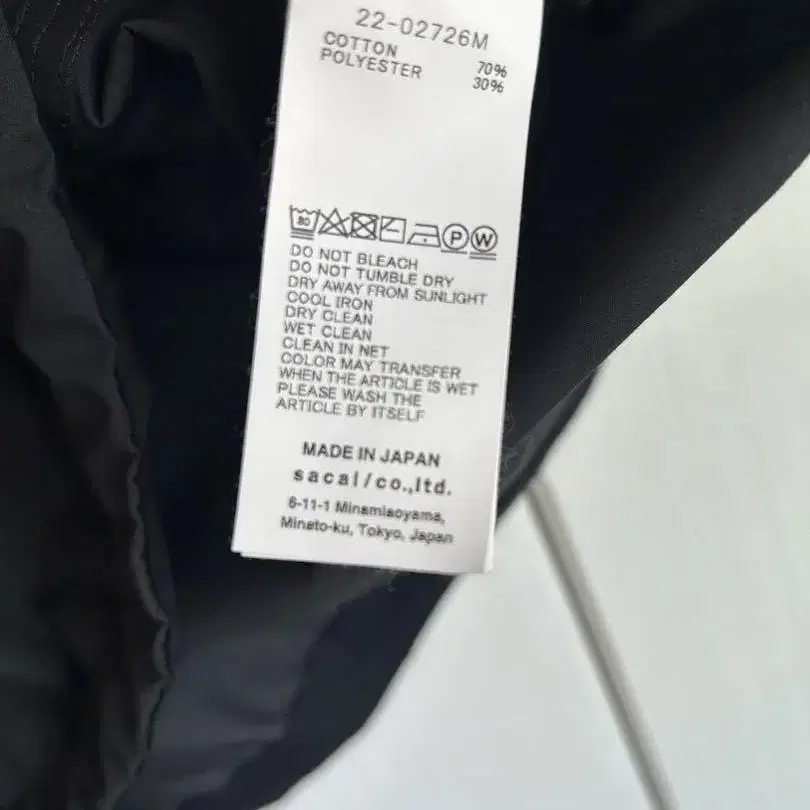 22-02726M
COTTON 70%
POLYESTER 30%
30 P W
DO NOT BLEACH
DO NOT TUMBLE DRY
DRY AWAY FROM SUNLIGHT
COOL IRON
DRY CLEAN
WET CLEAN
CLEAN IN NET
COLOR MAY TRANSFER
WHEN THE ARTICLE IS WET
PLEASE WASH THE
ARTICLE BY ITSELF
MADE IN JAPAN
sacai/co.,ltd.
6-11-1 Minamiaoyama,
Minato-ku, Tokyo, Japan